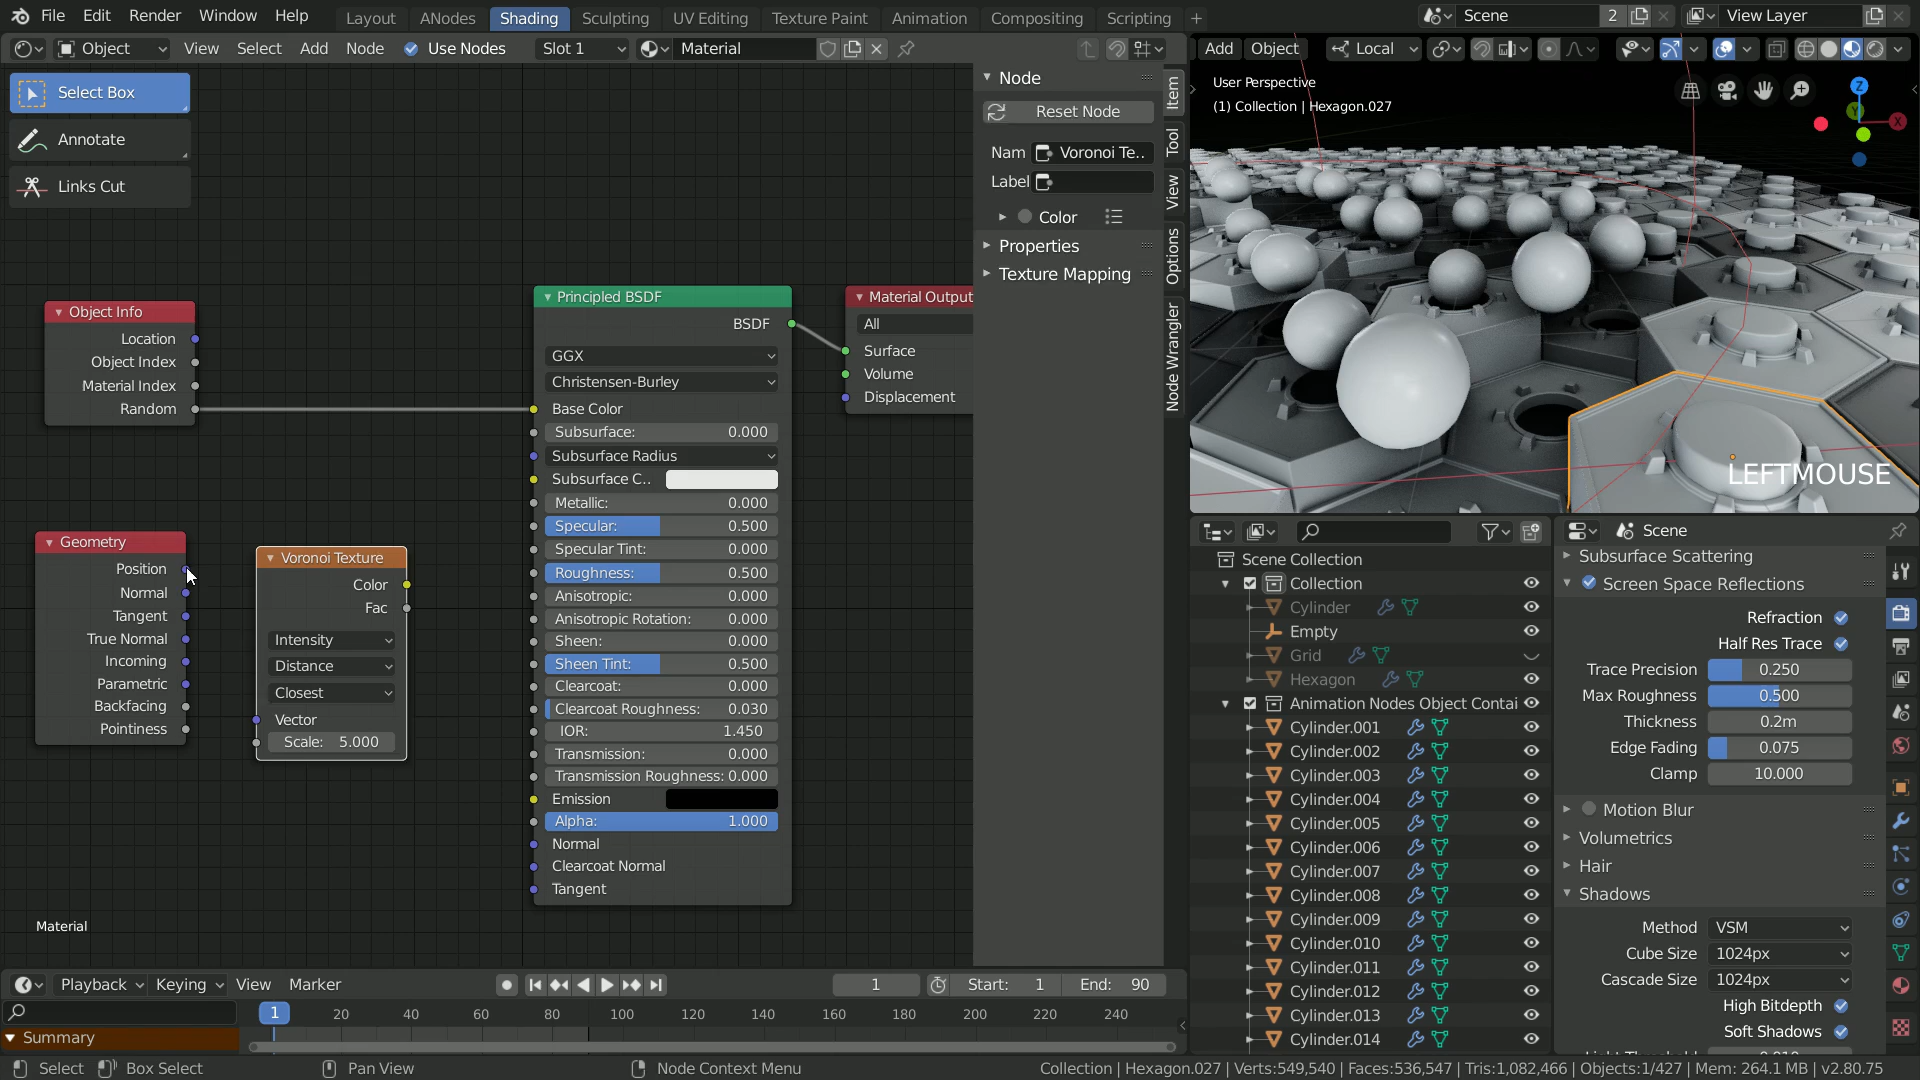 File Edit Render Window Help Layout ANodes Shading Sculpting UV Editing Texture Paint Animation Rendering Compositing Scripting + Scene 2 View Layer
Object View Select Add Node Use Nodes Slot 1 Material
Add Object Local
Select Box
Annotate
Links Cut
Object Info
Location
Object Index
Material Index
Random
Geometry
Position
Normal
Tangent
True Normal
Incoming
Parametric
Backfacing
Pointiness
Voronoi Texture
Color
Fac
Intensity
Distance
Closest
Vector
Scale: 5.000
Principled BSDF
BSDF
GGX
Christensen-Burley
Base Color
Subsurface: 0.000
Subsurface Radius
Subsurface C..
Metallic: 0.000
Specular: 0.500
Specular Tint: 0.000
Roughness: 0.500
Anisotropic: 0.000
Anisotropic Rotation: 0.000
Sheen: 0.000
Sheen Tint: 0.500
Clearcoat: 0.000
Clearcoat Roughness: 0.030
IOR: 1.450
Transmission: 0.000
Transmission Roughness: 0.000
Emission
Alpha: 1.000
Normal
Clearcoat Normal
Tangent
Material Output
All
Surface
Volume
Displacement
Material
Node
Reset Node
Nam Voronoi Te..
Label
Color
Properties
Texture Mapping
Item
Tool
View
Options
Node Wrangler
User Perspective
(1) Collection | Hexagon.027
Z
Y
X
LEFTMOUSE
Scene Collection
Collection
Cylinder
Empty
Grid
Hexagon
Animation Nodes Object Contai
Cylinder.001
Cylinder.002
Cylinder.003
Cylinder.004
Cylinder.005
Cylinder.006
Cylinder.007
Cylinder.008
Cylinder.009
Cylinder.010
Cylinder.011
Cylinder.012
Cylinder.013
Cylinder.014
Scene
Subsurface Scattering
Screen Space Reflections
Refraction
Half Res Trace
Trace Precision 0.250
Max Roughness 0.500
Thickness 0.2m
Edge Fading 0.075
Clamp 10.000
Motion Blur
Volumetrics
Hair
Shadows
Method VSM
Cube Size 1024px
Cascade Size 1024px
High Bitdepth
Soft Shadows
Playback Keying View Marker 1 Start: 1 End: 90
1 20 40 60 80 100 120 140 160 180 200 220 240
Summary
Select Box Select Pan View Node Context Menu Collection | Hexagon.027 | Verts:549,540 | Faces:536,547 | Tris:1,082,466 | Objects:1/427 | Mem: 264.1 MB | v2.80.75